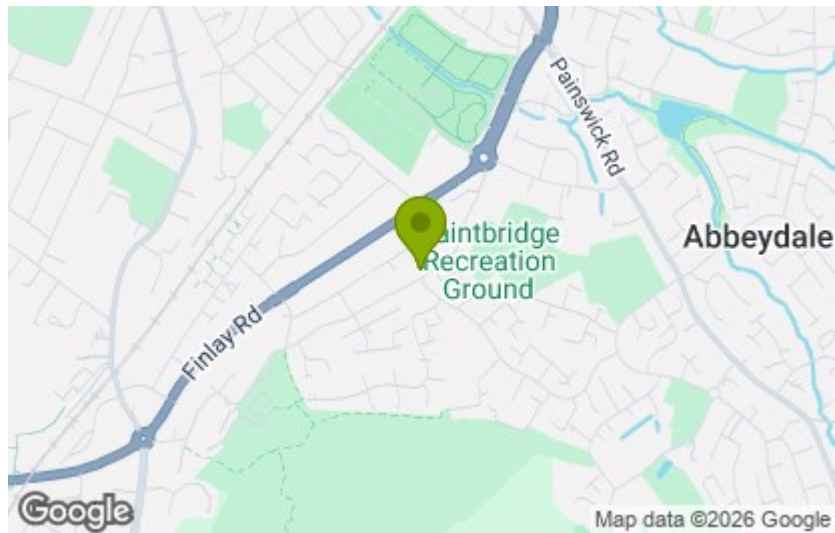 Painswick Rd
Abbeydale
aintbridge
Recreation
Ground
Finlay Rd
Google
Map data ©2026 Google